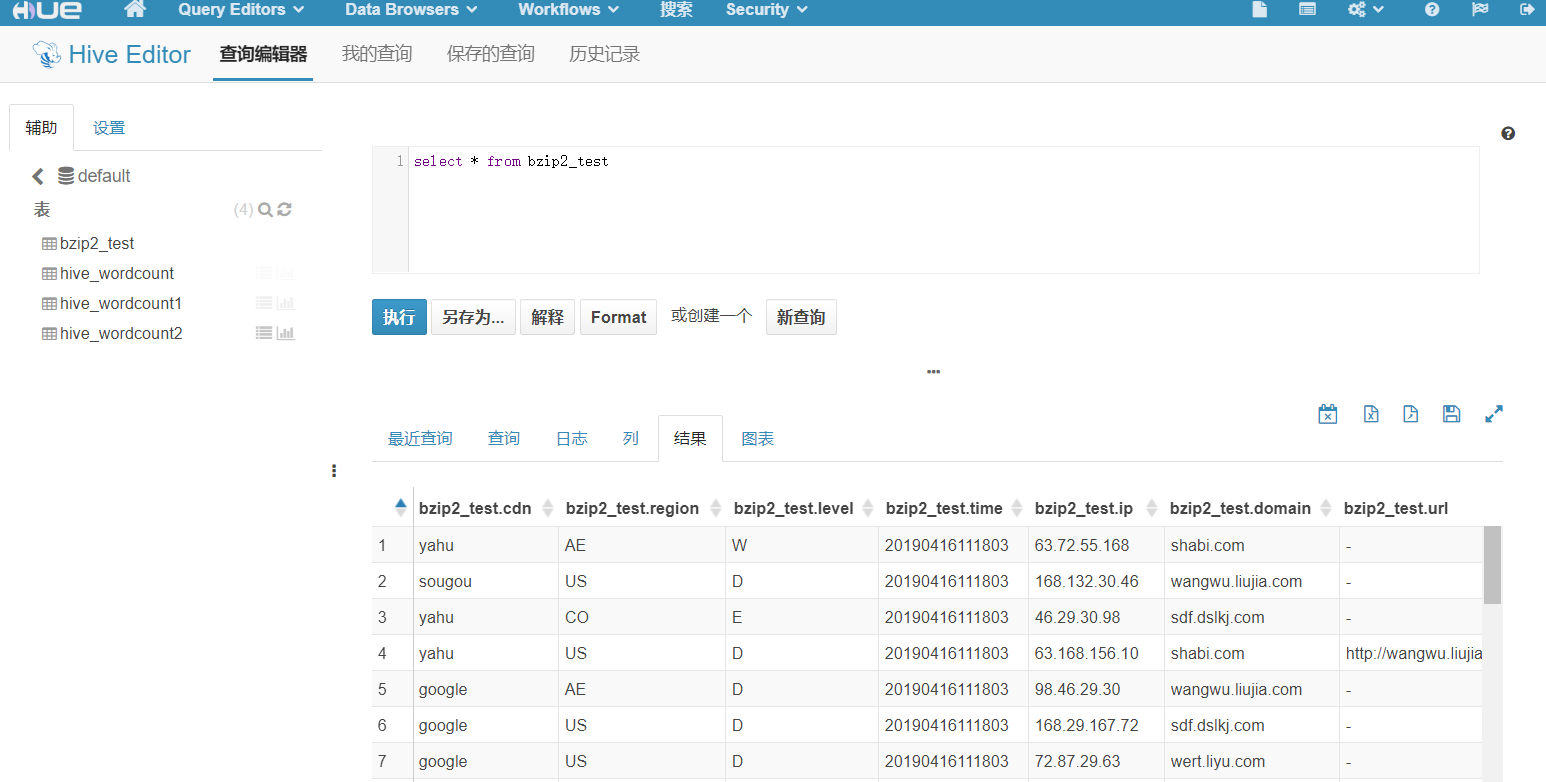 HUE Query Editors Data Browsers Workflows 搜索 Security
Hive Editor 查询编辑器 我的查询 保存的查询 历史记录
辅助 设置
default
表 (4)
bzip2_test
hive_wordcount
hive_wordcount1
hive_wordcount2
1 select * from bzip2_test
执行 另存为... 解释 Format 或创建一个 新查询
最近查询 查询 日志 列 结果 图表
bzip2_test.cdn bzip2_test.region bzip2_test.level bzip2_test.time bzip2_test.ip bzip2_test.domain bzip2_test.url
1 yahu AE W 20190416111803 63.72.55.168 shabi.com -
2 sougou US D 20190416111803 168.132.30.46 wangwu.liujia.com -
3 yahu CO E 20190416111803 46.29.30.98 sdf.dslkj.com -
4 yahu US D 20190416111803 63.168.156.10 shabi.com http://wangwu.liujia
5 google AE D 20190416111803 98.46.29.30 wangwu.liujia.com -
6 google US D 20190416111803 168.29.167.72 sdf.dslkj.com -
7 google US D 20190416111803 72.87.29.63 wert.liyu.com -